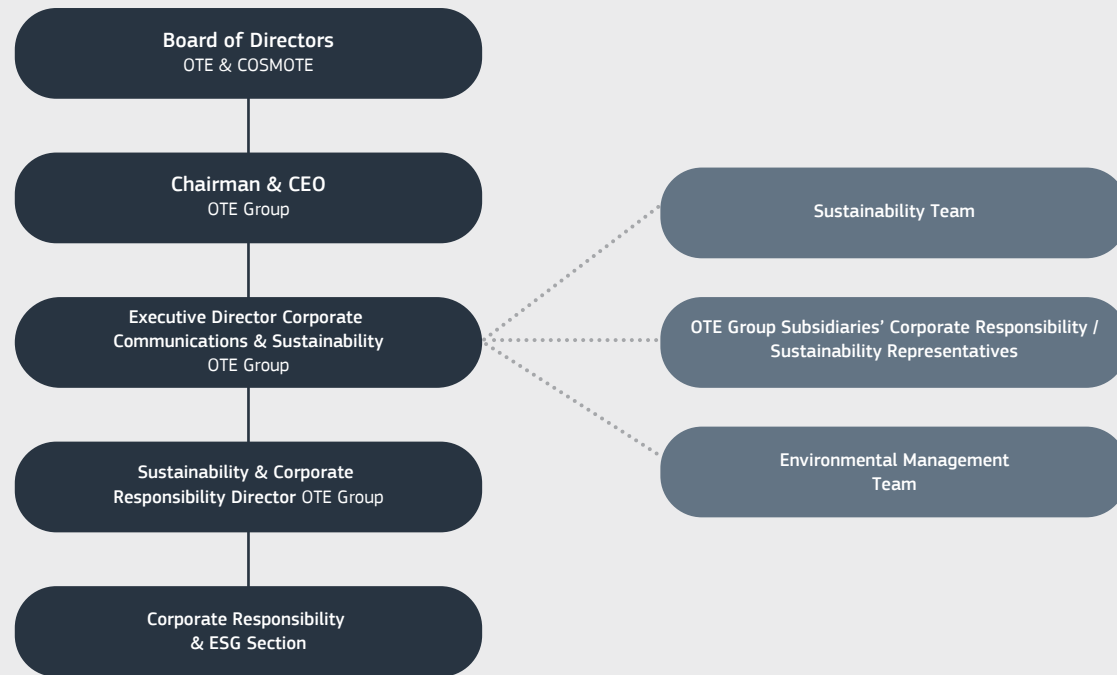 Board of Directors
OTE & COSMOTE
Chairman & CEO
OTE Group
Executive Director Corporate
Communications & Sustainability
OTE Group
Sustainability & Corporate
Responsibility Director OTE Group
Corporate Responsibility
& ESG Section
Sustainability Team
OTE Group Subsidiaries’ Corporate Responsibility /
Sustainability Representatives
Environmental Management
Team